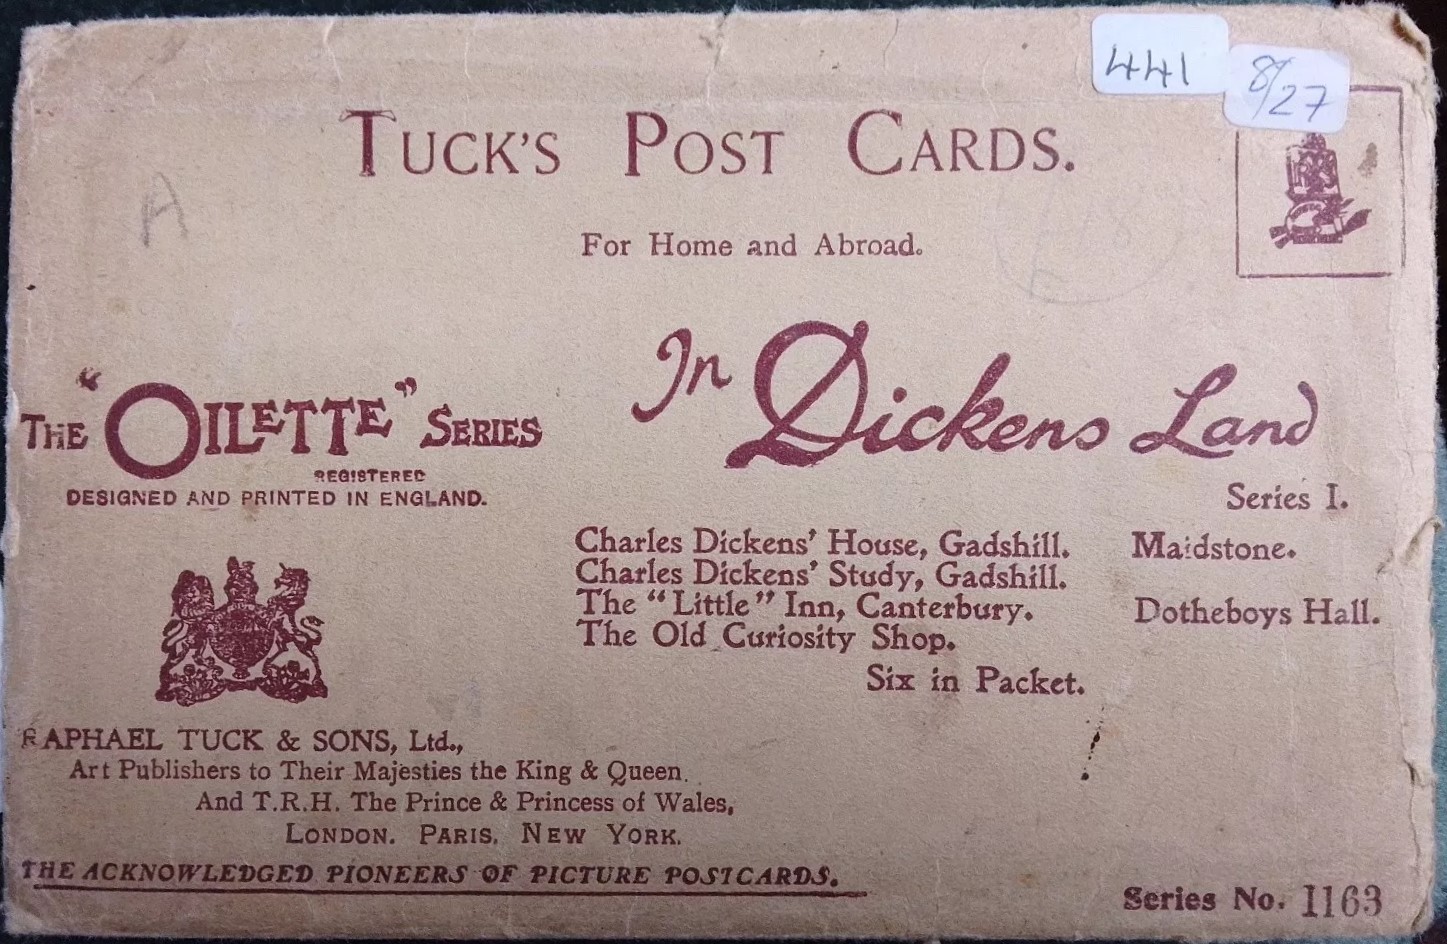 441
8/27
TUCK'S POST CARDS.
A
For Home and Abroad.
THE "OILETTE" SERIES
REGISTERED
DESIGNED AND PRINTED IN ENGLAND.
In Dickens Land
Series I.
Charles Dickens' House, Gadshill. Maidstone.
Charles Dickens' Study, Gadshill.
The "Little" Inn, Canterbury. Dotheboys Hall.
The Old Curiosity Shop.
Six in Packet.
RAPHAEL TUCK & SONS, Ltd.,
Art Publishers to Their Majesties the King & Queen.
And T.R.H. The Prince & Princess of Wales,
LONDON. PARIS. NEW YORK.
THE ACKNOWLEDGED PIONEERS OF PICTURE POSTCARDS.
Series No. 1163